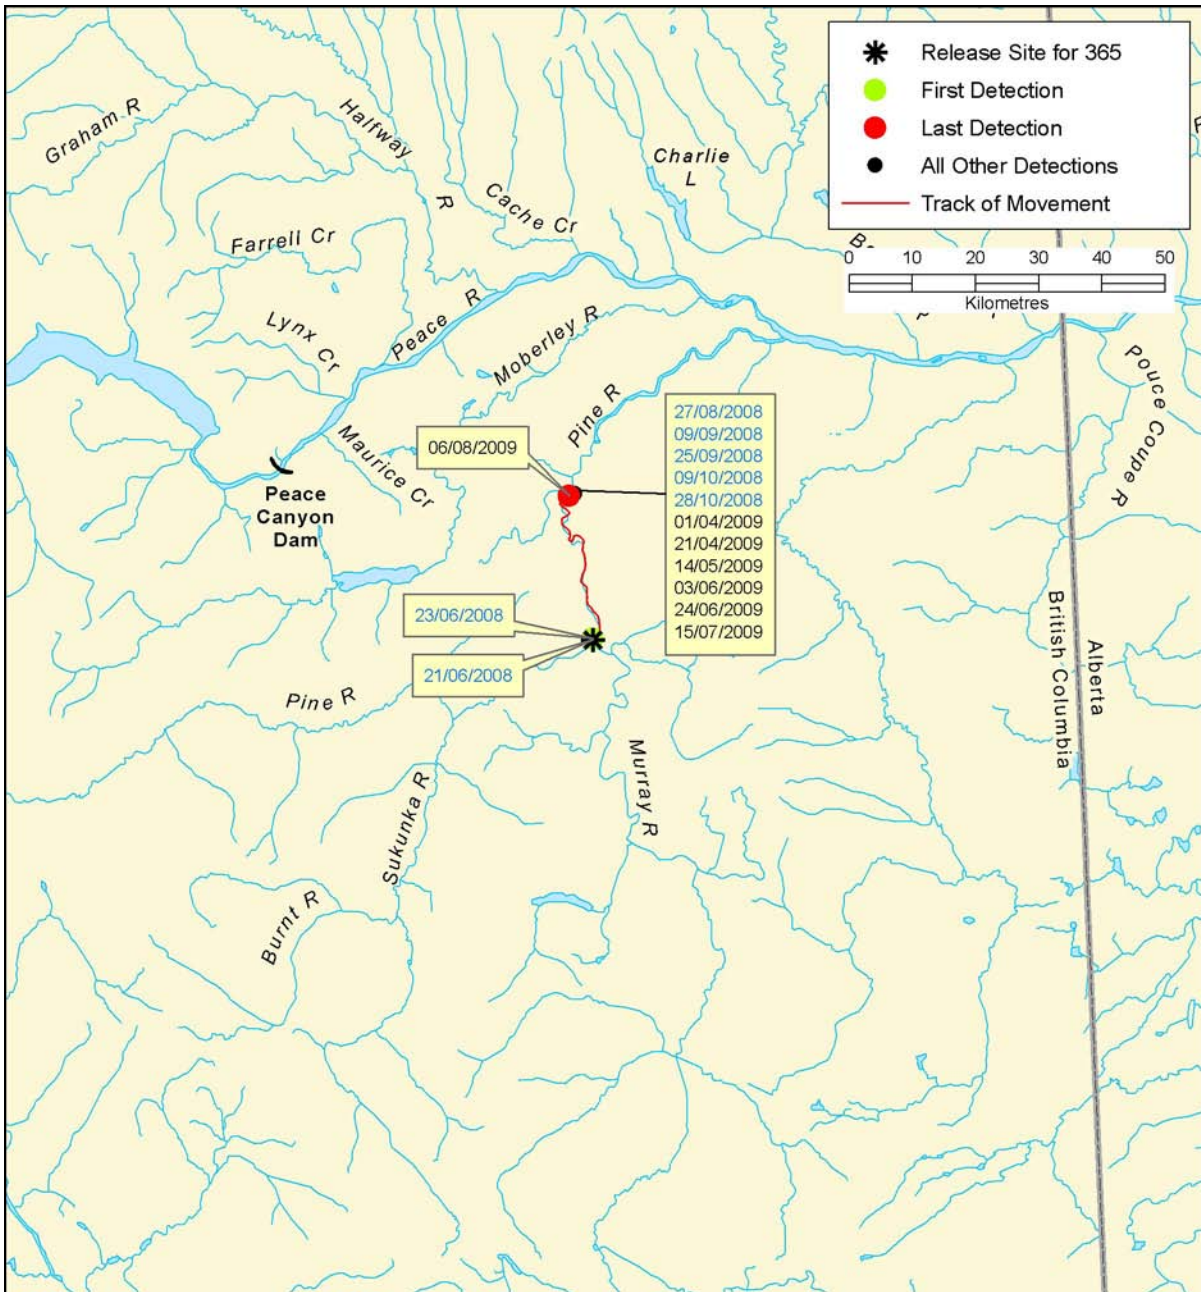 Release Site for 365
First Detection
Last Detection
All Other Detections
Track of Movement
0 10 20 30 40 50
Kilometres
Graham R
Halfway R
Charlie
L
Cache Cr
Farrell Cr
Peace R
Lynx Cr
Moberley R
Pine R
Pouce Coupe R
Maurice Cr
Peace
Canyon
Dam
06/08/2009
27/08/2008
09/09/2008
25/09/2008
09/10/2008
28/10/2008
01/04/2009
21/04/2009
14/05/2009
03/06/2009
24/06/2009
15/07/2009
23/06/2008
21/06/2008
British Columbia
Alberta
Pine R
Murray R
Sukunka R
Burnt R